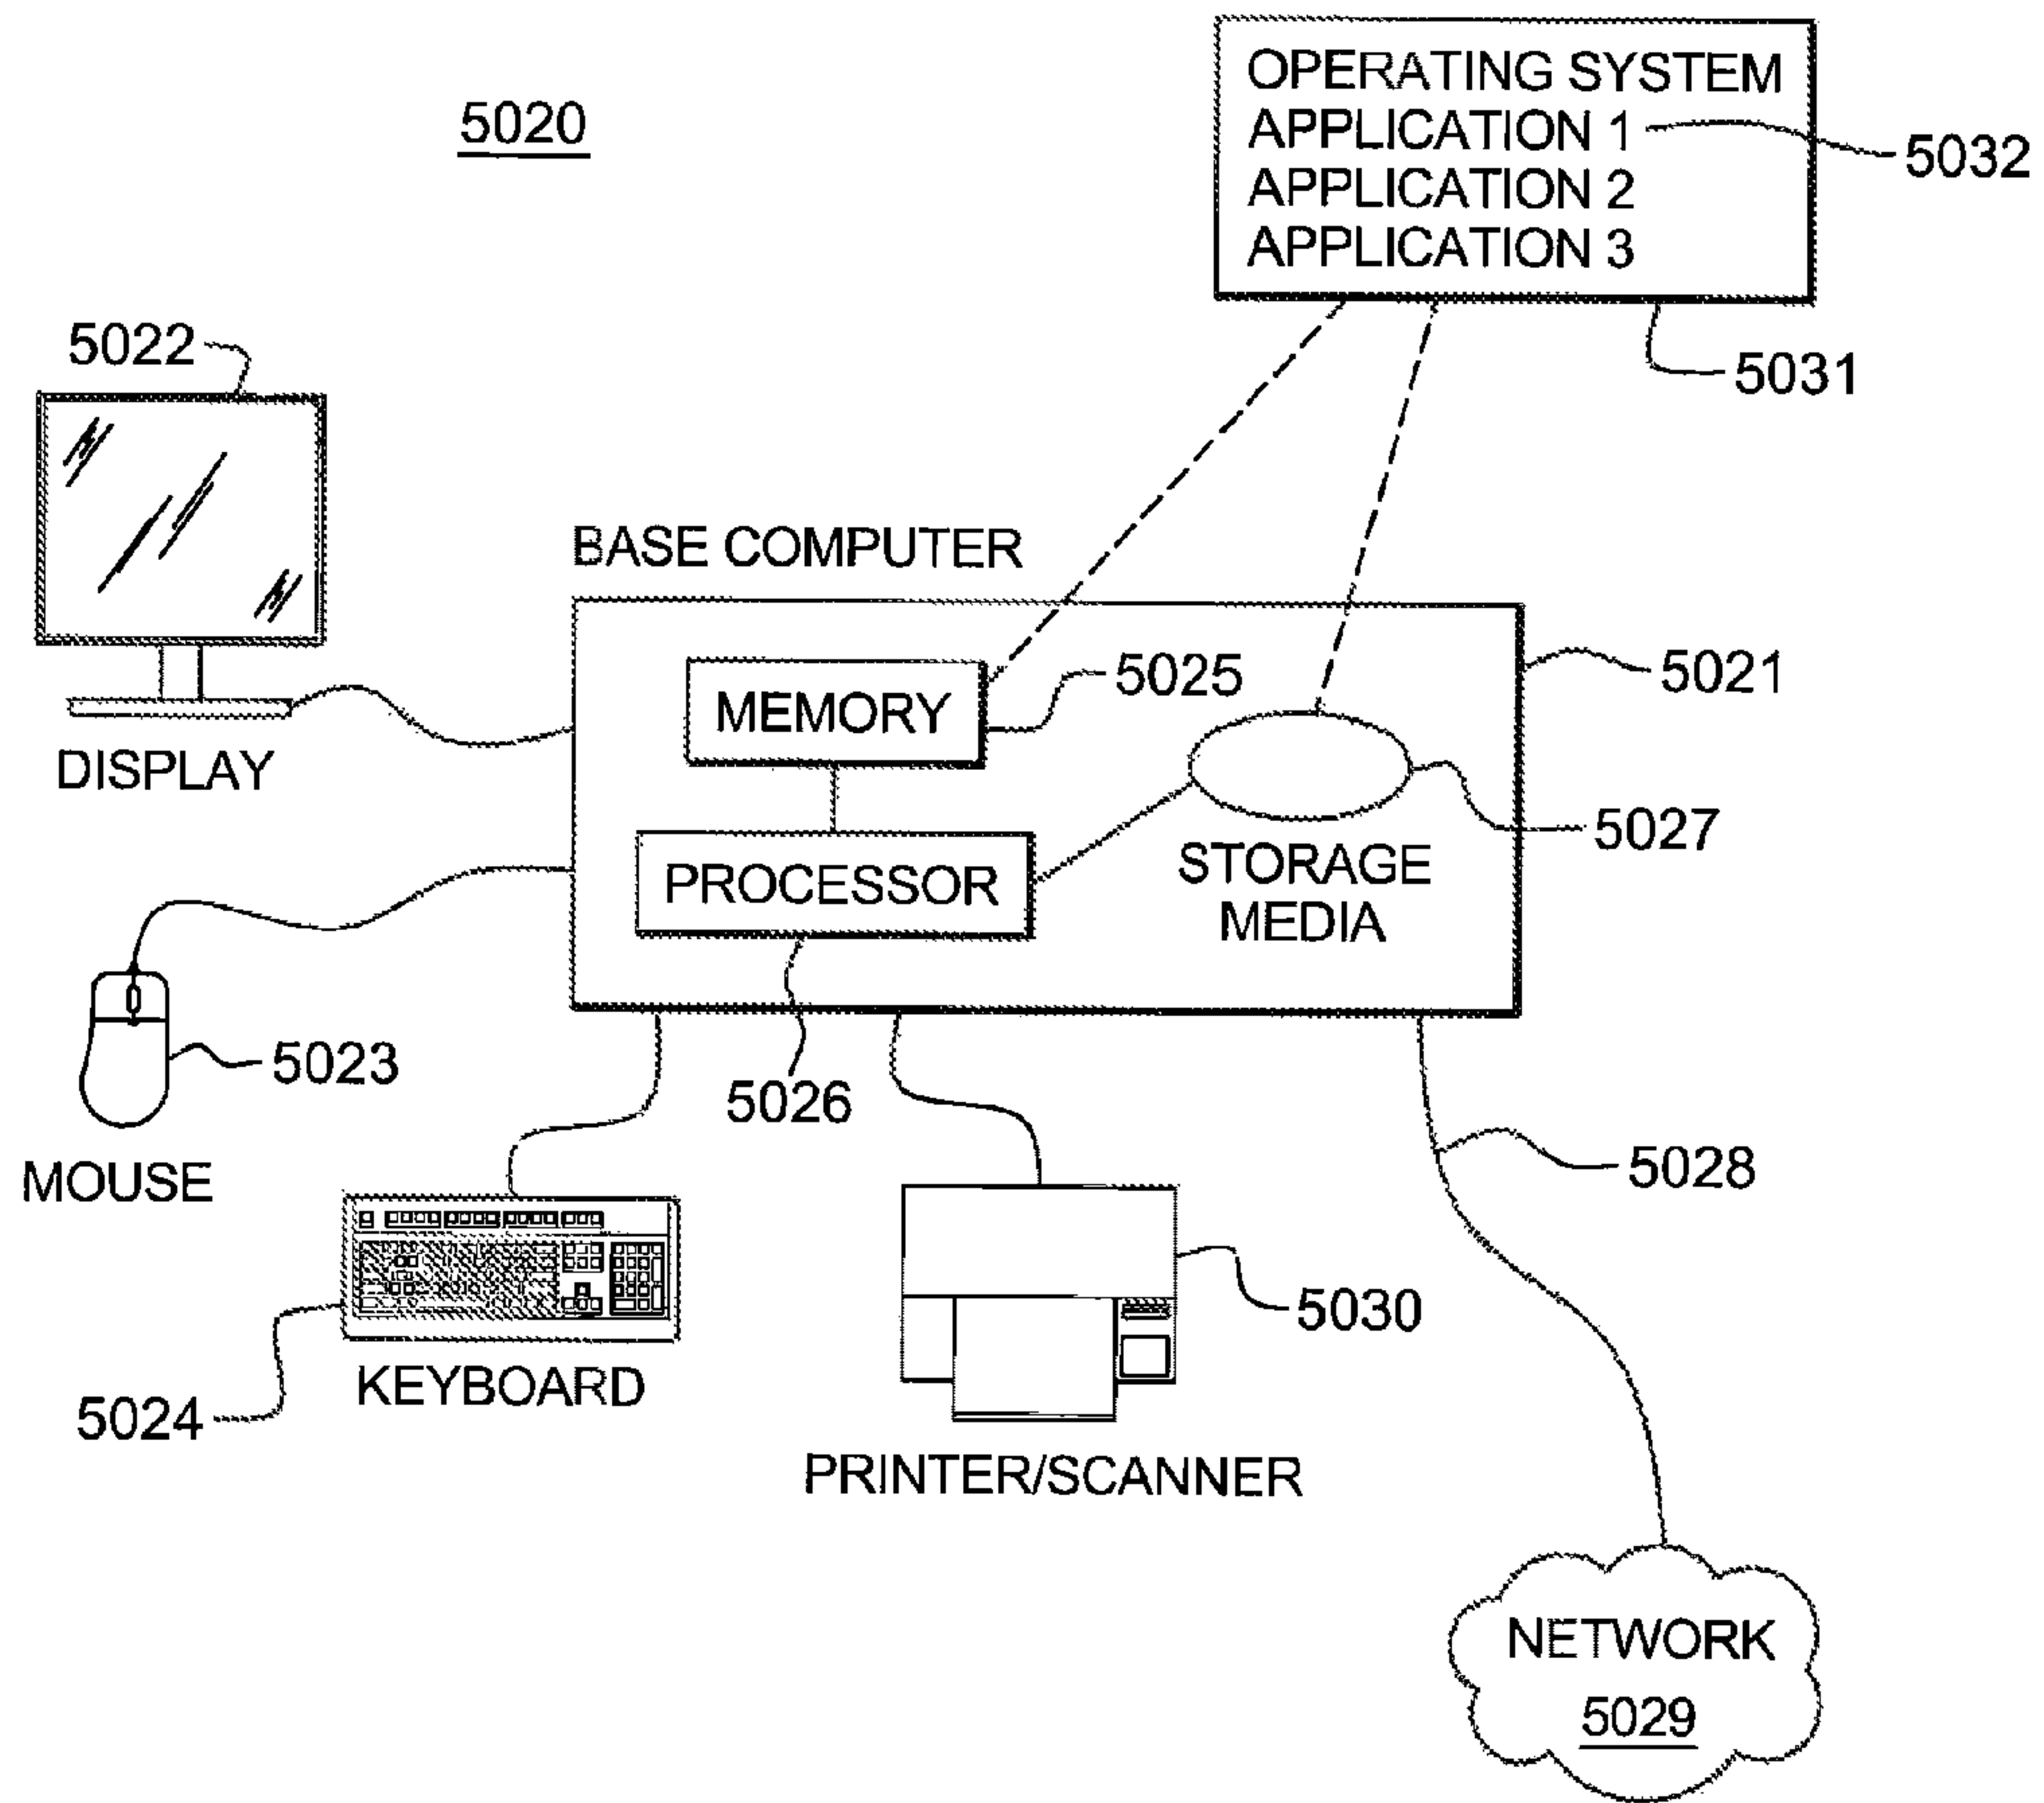 5020
OPERATING SYSTEM
APPLICATION 1
APPLICATION 2
APPLICATION 3
5032
5031
5022
DISPLAY
BASE COMPUTER
MEMORY
5025
5021
PROCESSOR
5026
5027
STORAGE
MEDIA
5023
MOUSE
5024
KEYBOARD
5030
PRINTER/SCANNER
5028
NETWORK
5029